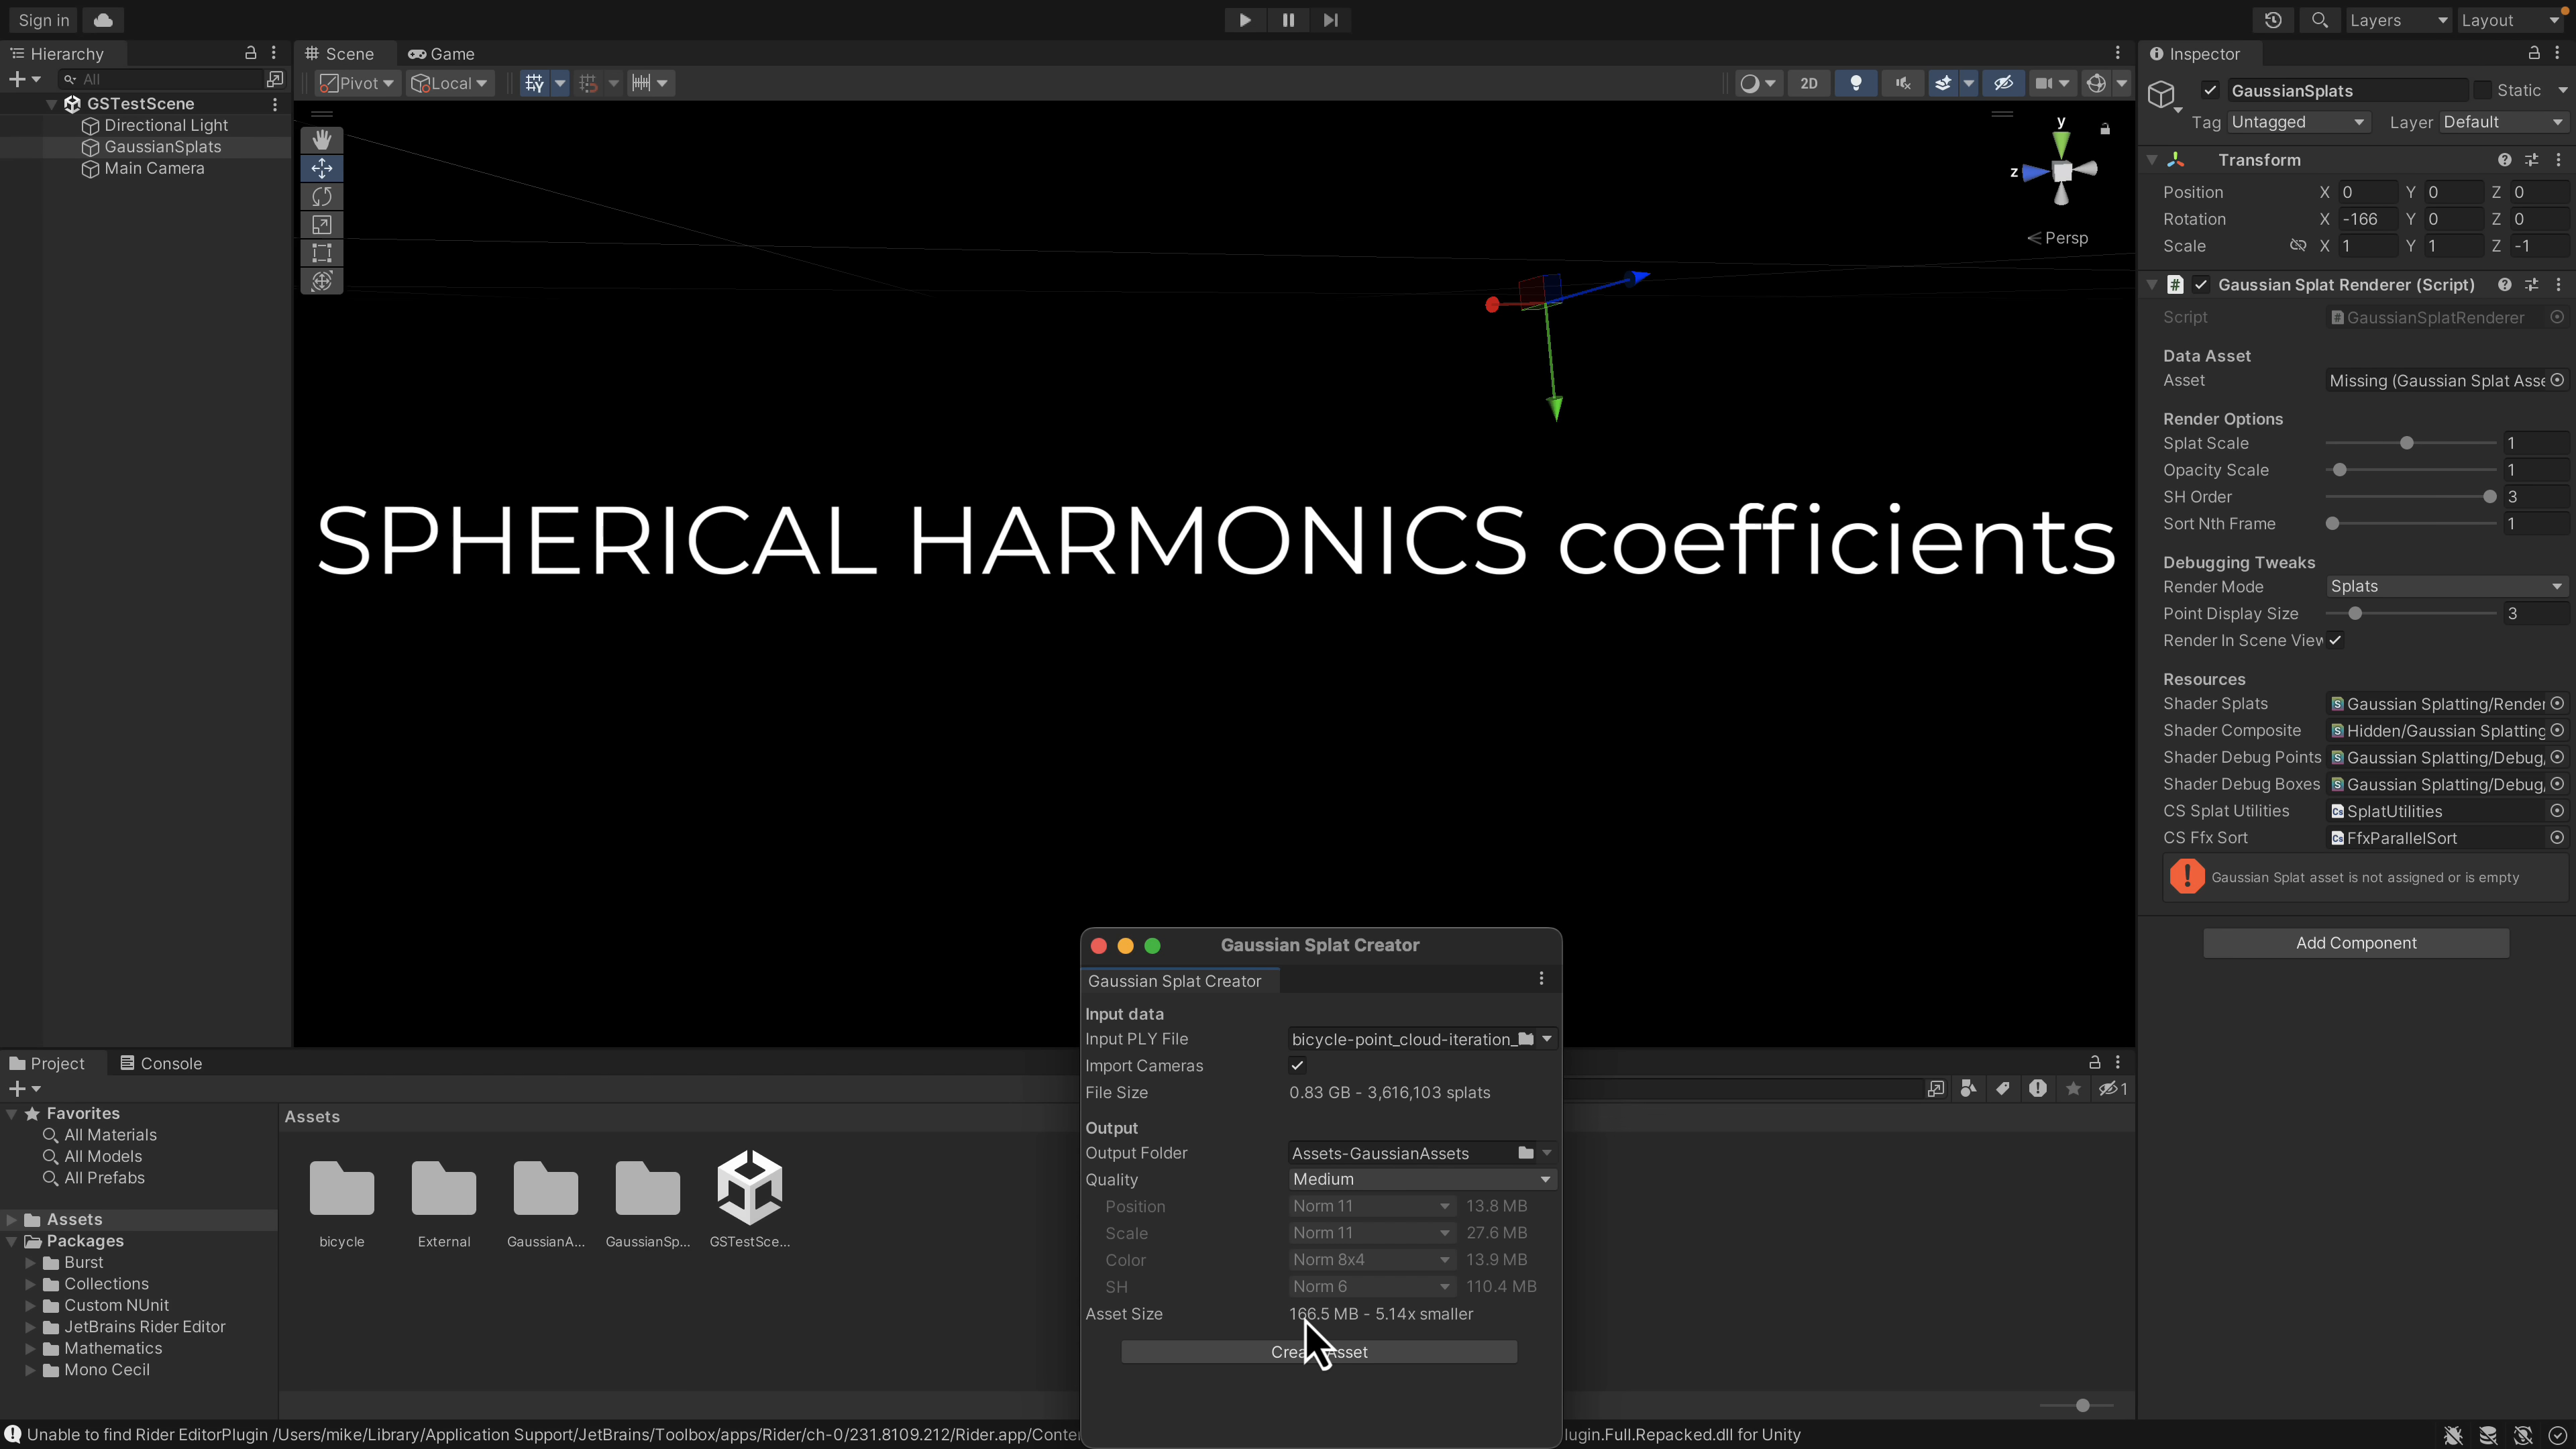 Sign in
Layers
Layout
Hierarchy
All
GSTestScene
Directional Light
GaussianSplats
Main Camera
Scene
Game
Pivot
Local
2D
y
z
Persp
SPHERICAL HARMONICS coefficients
Inspector
GaussianSplats
Static
Tag Untagged Layer Default
Transform
Position X 0 Y 0 Z 0
Rotation X -166 Y 0 Z 0
Scale X 1 Y 1 Z -1
Gaussian Splat Renderer (Script)
Script GaussianSplatRenderer
Data Asset
Asset Missing (Gaussian Splat Asse
Render Options
Splat Scale 1
Opacity Scale 1
SH Order 3
Sort Nth Frame 1
Debugging Tweaks
Render Mode Splats
Point Display Size 3
Render In Scene View
Resources
Shader Splats Gaussian Splatting/Render
Shader Composite Hidden/Gaussian Splatting
Shader Debug Points Gaussian Splatting/Debug/
Shader Debug Boxes Gaussian Splatting/Debug/
CS Splat Utilities SplatUtilities
CS Ffx Sort FfxParallelSort
Gaussian Splat asset is not assigned or is empty
Add Component
Project
Console
1
Favorites
All Materials
All Models
All Prefabs
Assets
Packages
Burst
Collections
Custom NUnit
JetBrains Rider Editor
Mathematics
Mono Cecil
Assets
bicycle
External
GaussianA...
GaussianSp...
GSTestSce...
Gaussian Splat Creator
Gaussian Splat Creator
Input data
Input PLY File bicycle-point_cloud-iteration_
Import Cameras
File Size 0.83 GB - 3,616,103 splats
Output
Output Folder Assets-GaussianAssets
Quality Medium
Position Norm 11 13.8 MB
Scale Norm 11 27.6 MB
Color Norm 8x4 13.9 MB
SH Norm 6 110.4 MB
Asset Size 166.5 MB - 5.14x smaller
Create Asset
Unable to find Rider EditorPlugin /Users/mike/Library/Application Support/JetBrains/Toolbox/apps/Rider/ch-0/231.8109.212/Rider.app/Conte
lugin.Full.Repacked.dll for Unity